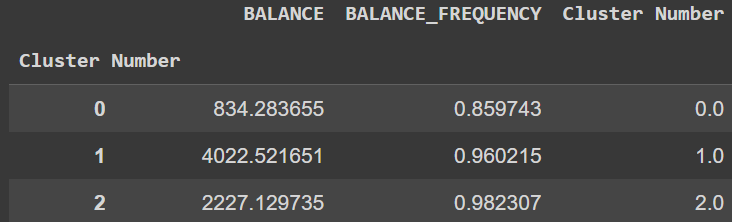 BALANCE BALANCE_FREQUENCY Cluster Number
Cluster Number
0 834.283655 0.859743 0.0
1 4022.521651 0.960215 1.0
2 2227.129735 0.982307 2.0